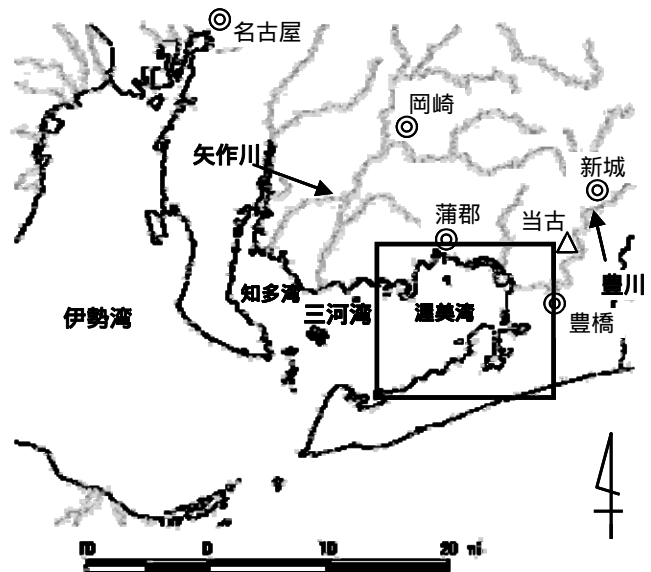 名古屋
岡崎
矢作川
新城
蒲郡
当古
豊川
知多湾
三河湾
渥美湾
伊勢湾
豊橋
10 0 10 20 mi